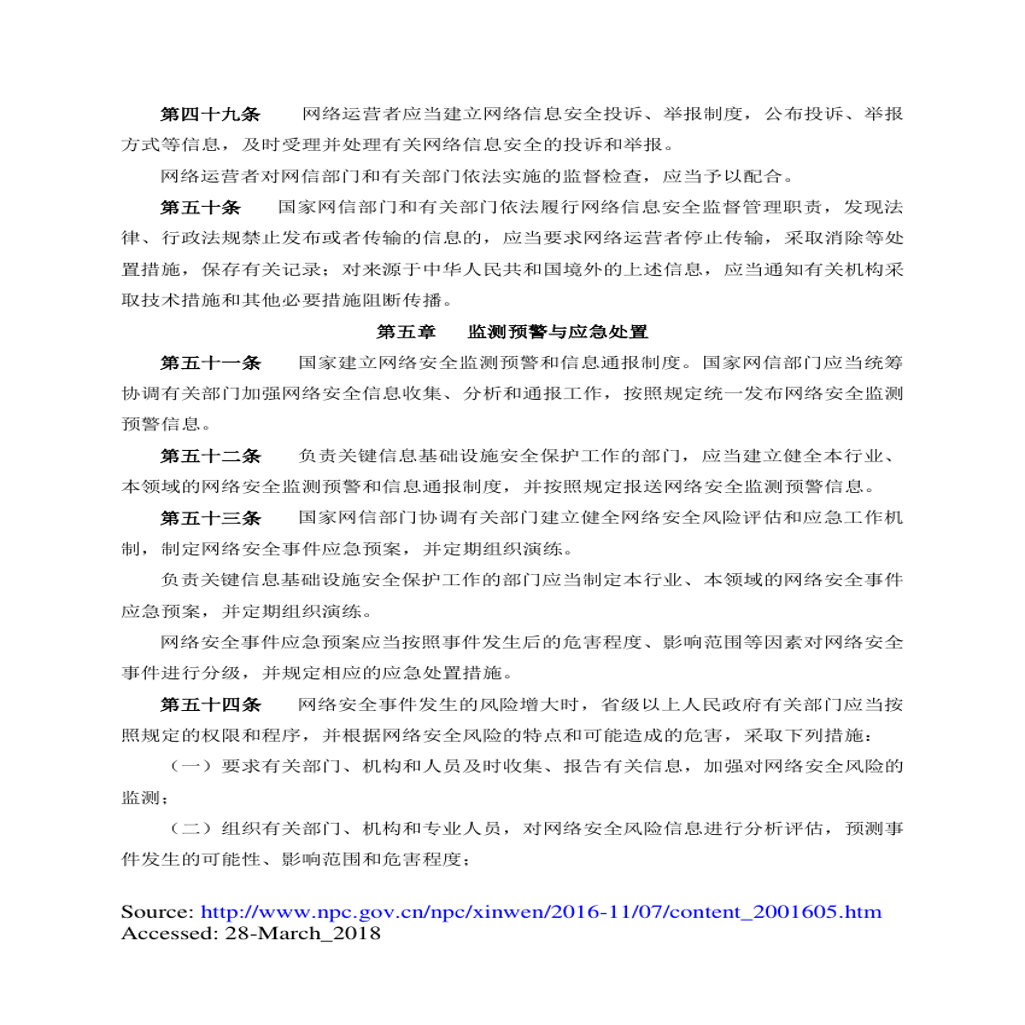 第四十九条　　网络运营者应当建立网络信息安全投诉、举报制度，公布投诉、举报
方式等信息，及时受理并处理有关网络信息安全的投诉和举报。
网络运营者对网信部门和有关部门依法实施的监督检查，应当予以配合。
第五十条　　国家网信部门和有关部门依法履行网络信息安全监督管理职责，发现法
律、行政法规禁止发布或者传输的信息的，应当要求网络运营者停止传输，采取消除等处
置措施，保存有关记录；对来源于中华人民共和国境外的上述信息，应当通知有关机构采
取技术措施和其他必要措施阻断传播。
第五章　　监测预警与应急处置
第五十一条　　国家建立网络安全监测预警和信息通报制度。国家网信部门应当统筹
协调有关部门加强网络安全信息收集、分析和通报工作，按照规定统一发布网络安全监测
预警信息。
第五十二条　　负责关键信息基础设施安全保护工作的部门，应当建立健全本行业、
本领域的网络安全监测预警和信息通报制度，并按照规定报送网络安全监测预警信息。
第五十三条　　国家网信部门协调有关部门建立健全网络安全风险评估和应急工作机
制，制定网络安全事件应急预案，并定期组织演练。
负责关键信息基础设施安全保护工作的部门应当制定本行业、本领域的网络安全事件
应急预案，并定期组织演练。
网络安全事件应急预案应当按照事件发生后的危害程度、影响范围等因素对网络安全
事件进行分级，并规定相应的应急处置措施。
第五十四条　　网络安全事件发生的风险增大时，省级以上人民政府有关部门应当按
照规定的权限和程序，并根据网络安全风险的特点和可能造成的危害，采取下列措施：
（一）要求有关部门、机构和人员及时收集、报告有关信息，加强对网络安全风险的
监测；
（二）组织有关部门、机构和专业人员，对网络安全风险信息进行分析评估，预测事
件发生的可能性、影响范围和危害程度；
Source: http://www.npc.gov.cn/npc/xinwen/2016-11/07/content_2001605.htm
Accessed: 28-March_2018